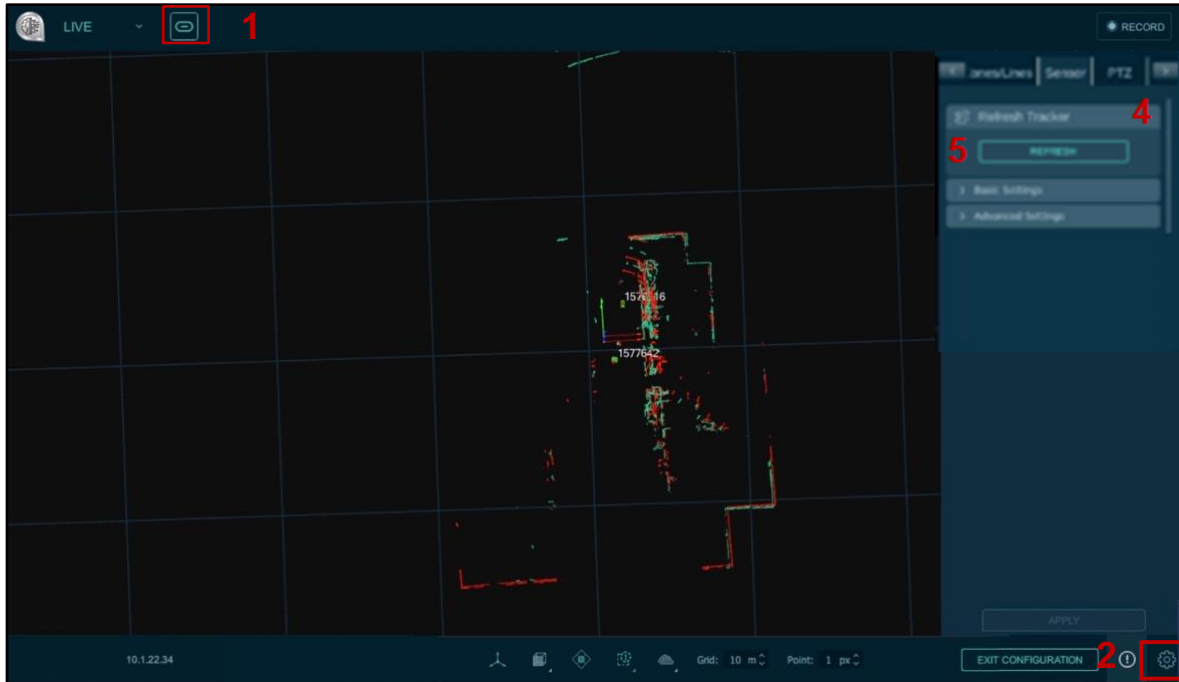 LIVE
1
RECORD
anes/Lines Sensor PTZ
Refresh Tracker
4
5
REFRESH
Basic Settings
Advanced Settings
1577642
APPLY
10.1.22.34
Grid: 10 m
Point: 1 px
EXIT CONFIGURATION
2